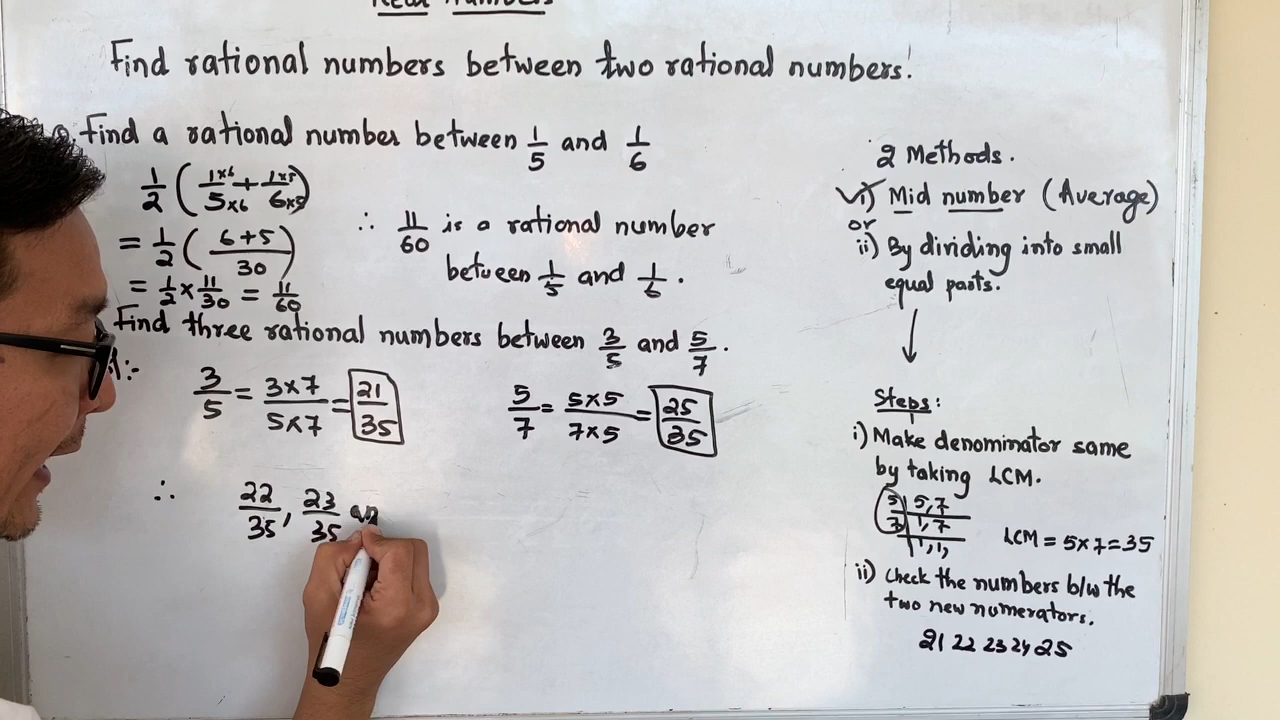 Real Numbers
Find rational numbers between two rational numbers.
Q. Find a rational number between 1/5 and 1/6
1/2 (1×6/5×6 + 1×5/6×5)
= 1/2 (6+5/30)
= 1/2 × 11/30 = 11/60
∴ 11/60 is a rational number
between 1/5 and 1/6.
Find three rational numbers between 3/5 and 5/7.
:-
3/5 = 3×7/5×7 = 21/35
5/7 = 5×5/7×5 = 25/35
∴ 22/35, 23/35 an
2 Methods.
✓i) Mid number (Average)
or
ii) By dividing into small
equal parts.
↓
Steps:
i) Make denominator same
by taking LCM.
5 | 5, 7
7 | 1, 7
| 1, 1,
LCM = 5×7=35
ii) Check the numbers b/w the
two new numerators.
21 22 23 24 25